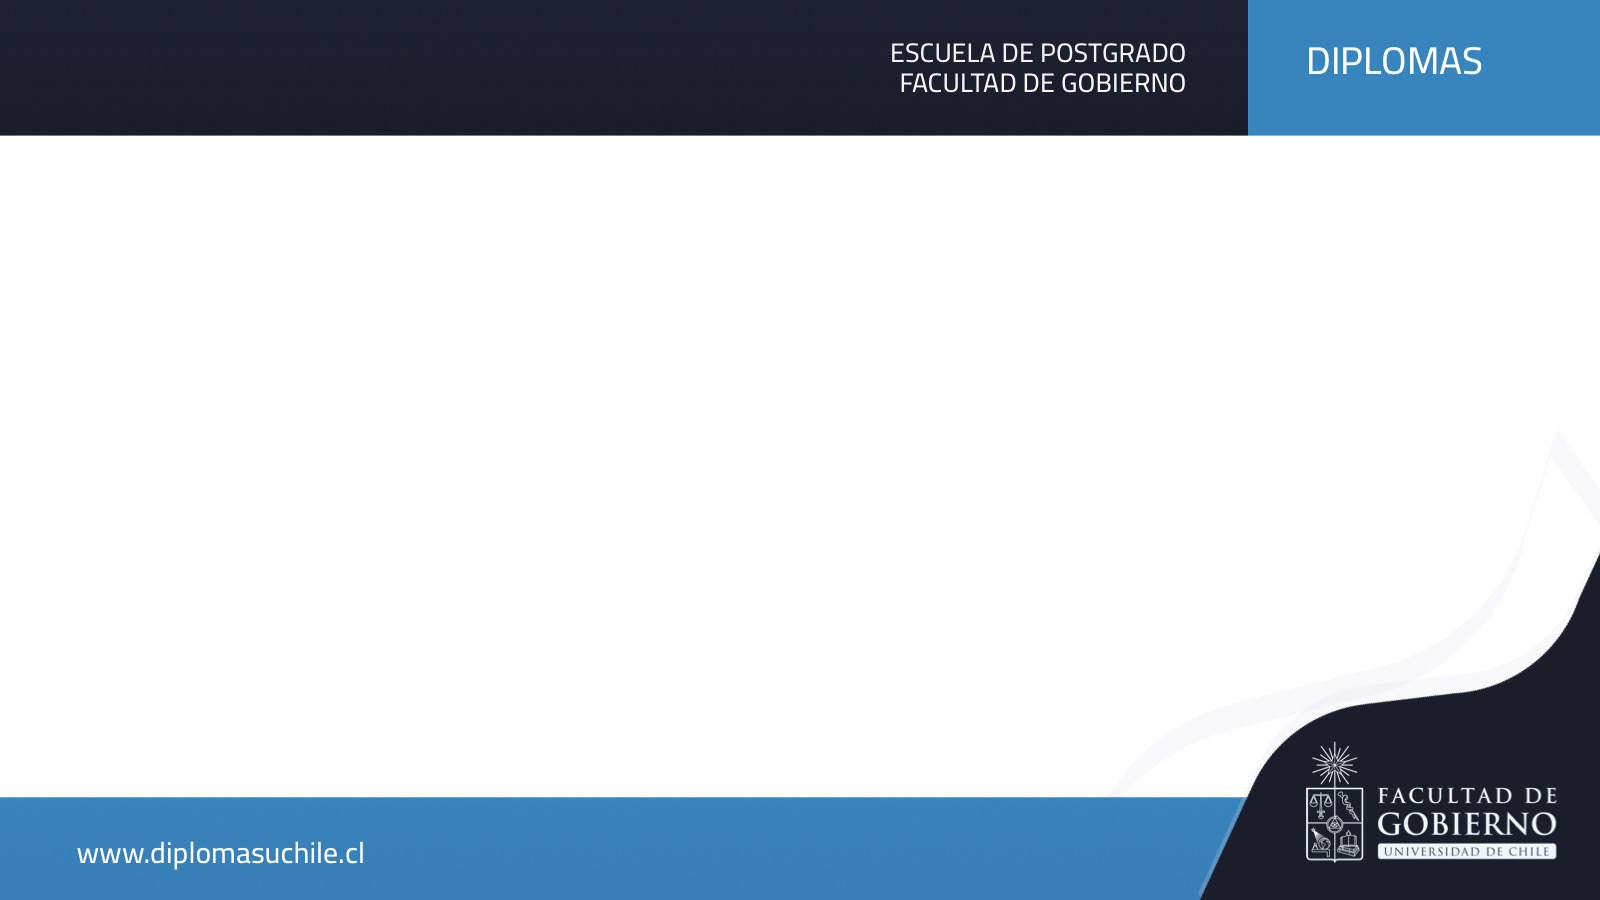 ESCUELA DE POSTGRADO
FACULTAD DE GOBIERNO
DIPLOMAS
www.diplomasuchile.cl
FACULTAD DE
GOBIERNO
UNIVERSIDAD DE CHILE